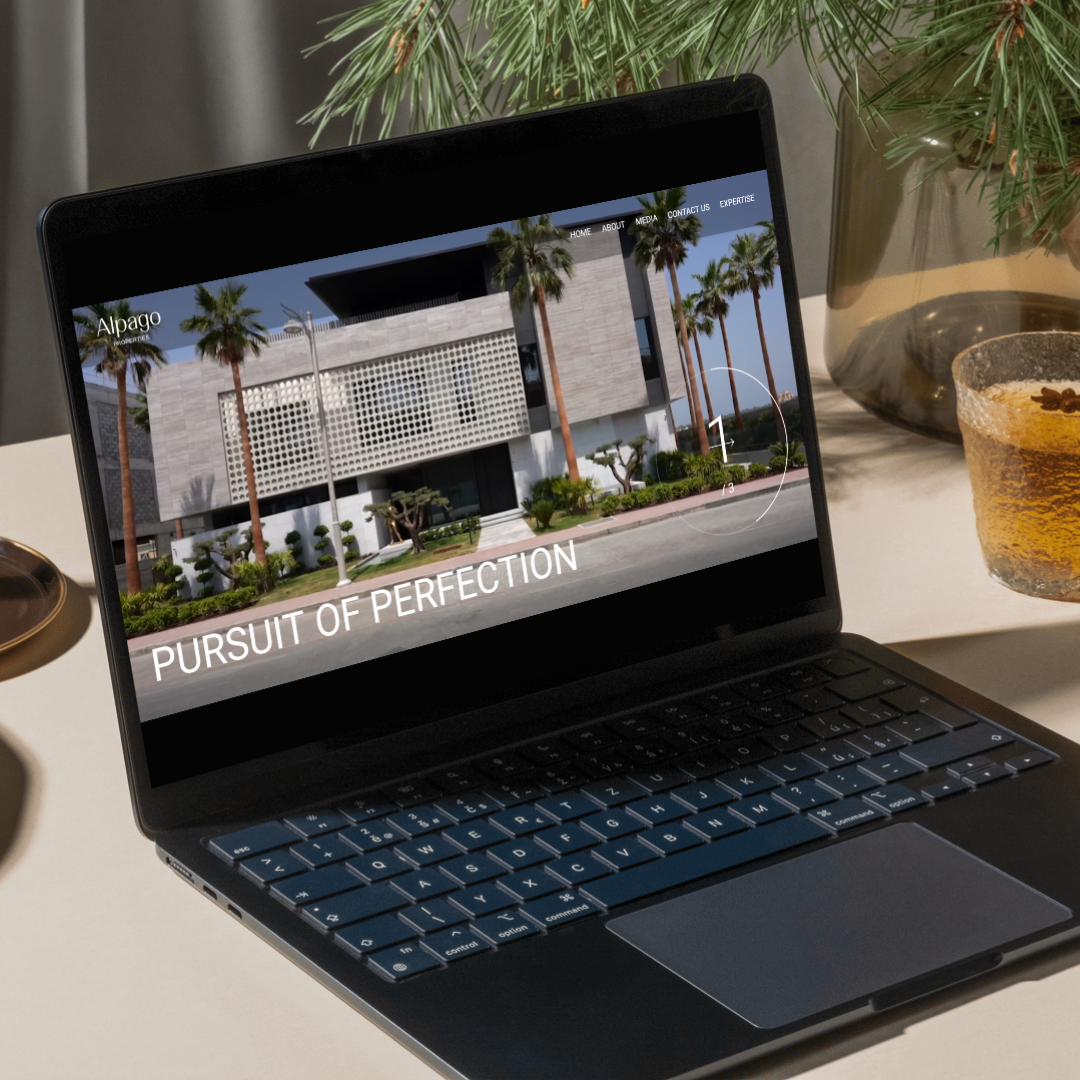 HOME ABOUT MEDIA CONTACT US EXPERTISE
Alpago
PROPERTIES
1
/ 3
PURSUIT OF PERFECTION
esc
Q W E R T Z U I O P
A S D F G H J K L
Y X C V B N M
fn control option command command option